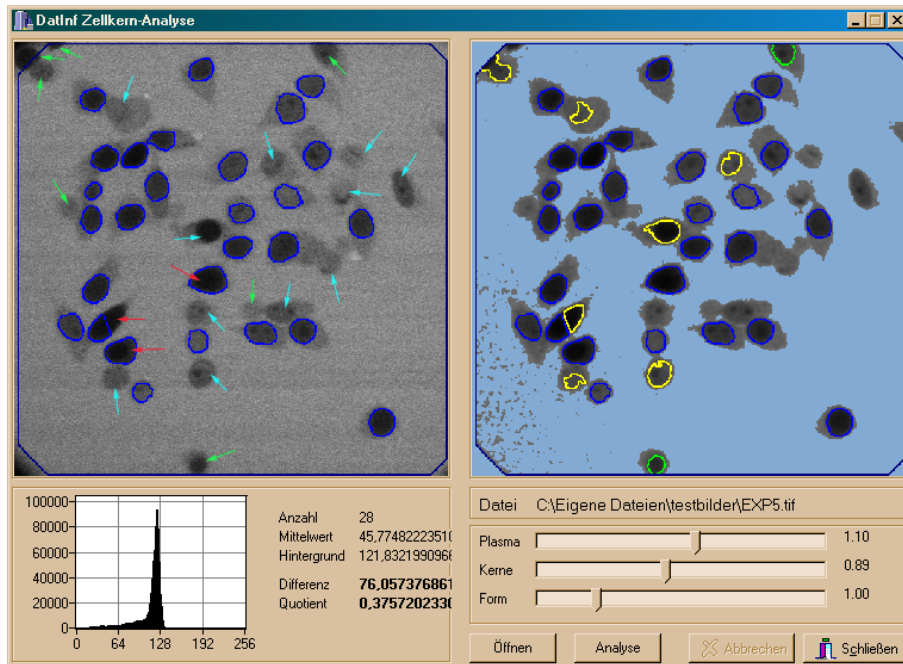 DatInf Zellkern-Analyse
100000
80000
60000
40000
20000
0
0 64 128 192 256
Anzahl 28
Mittelwert 45,77482223510
Hintergrund 121,8321990966
Differenz 76,057376861
Quotient 0,3757202330
Datei C:\Eigene Dateien\testbilder\EXP5.tif
Plasma 1.10
Kerne 0.89
Form 1.00
Öffnen Analyse Abbrechen Schließen